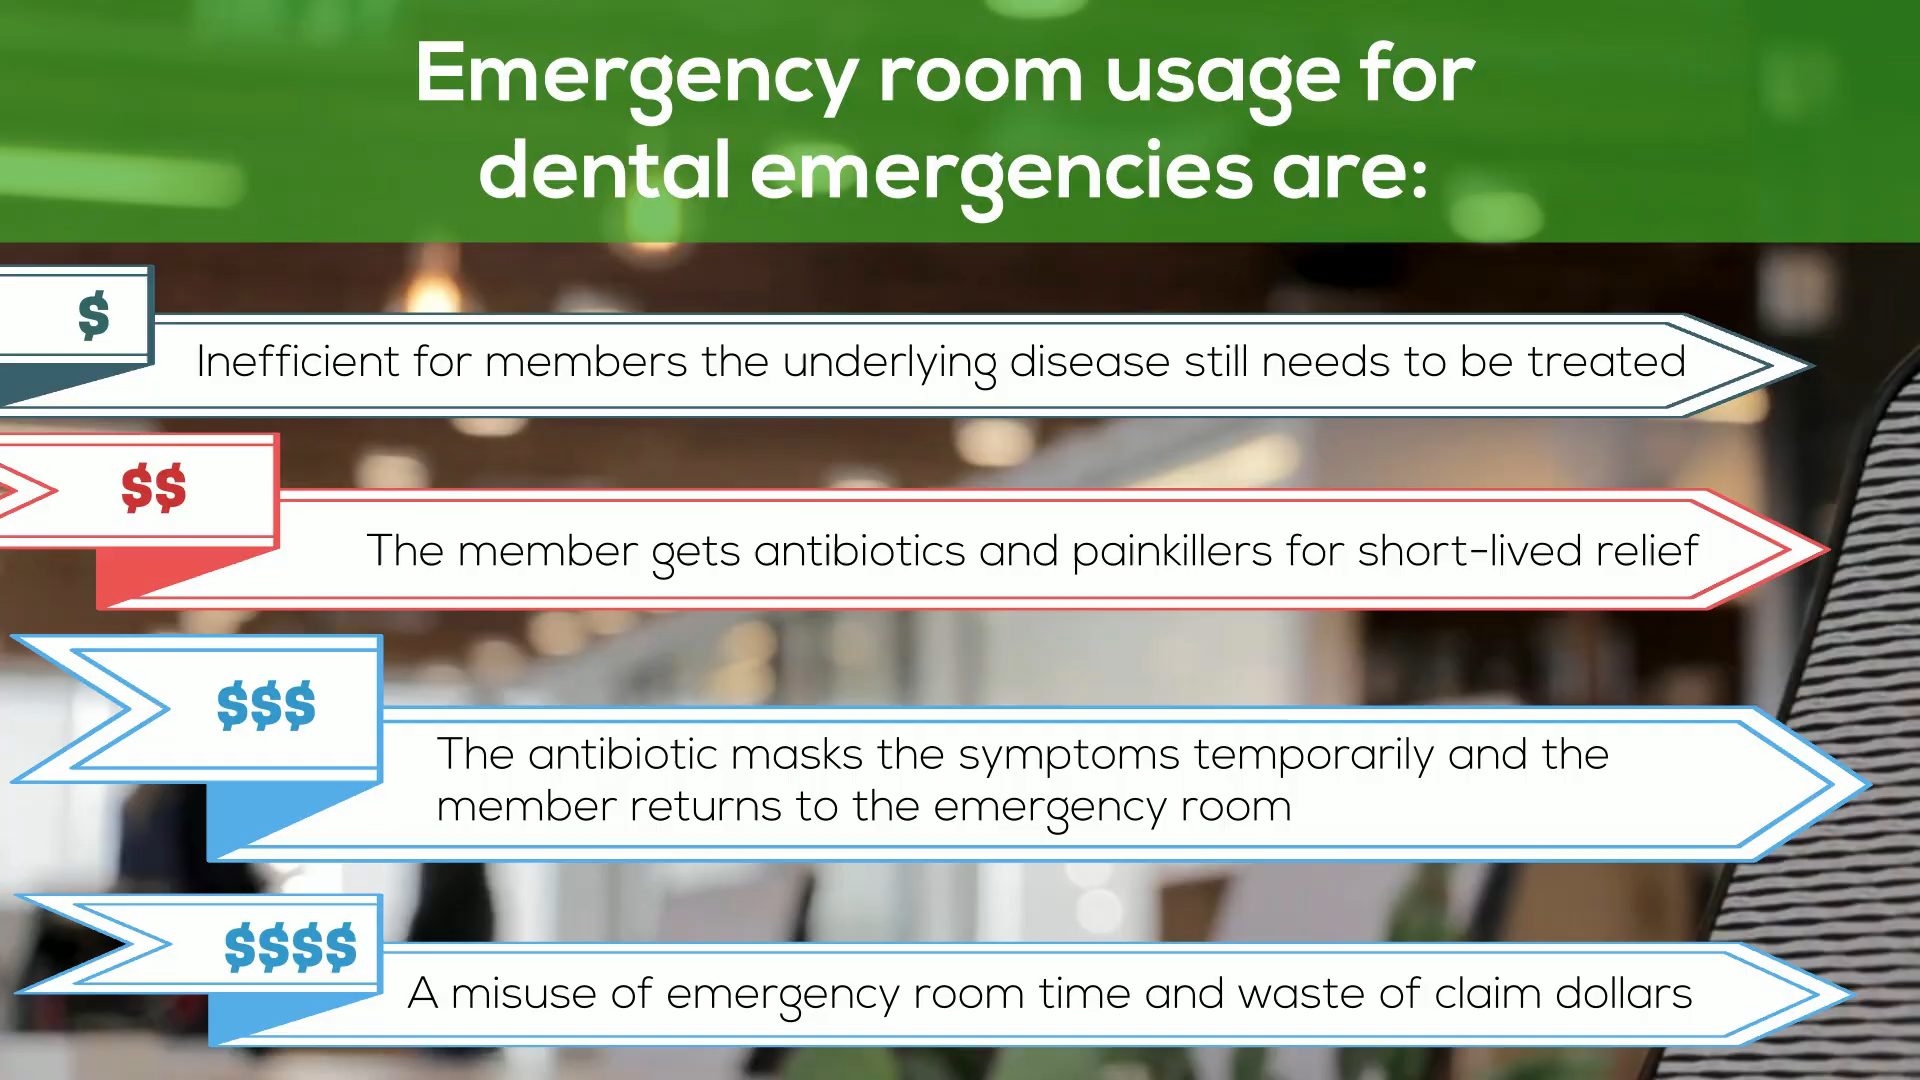 Emergency room usage for
dental emergencies are:
$
Inefficient for members the underlying disease still needs to be treated
$$
The member gets antibiotics and painkillers for short-lived relief
$$$
The antibiotic masks the symptoms temporarily and the
member returns to the emergency room
$$$$
A misuse of emergency room time and waste of claim dollars